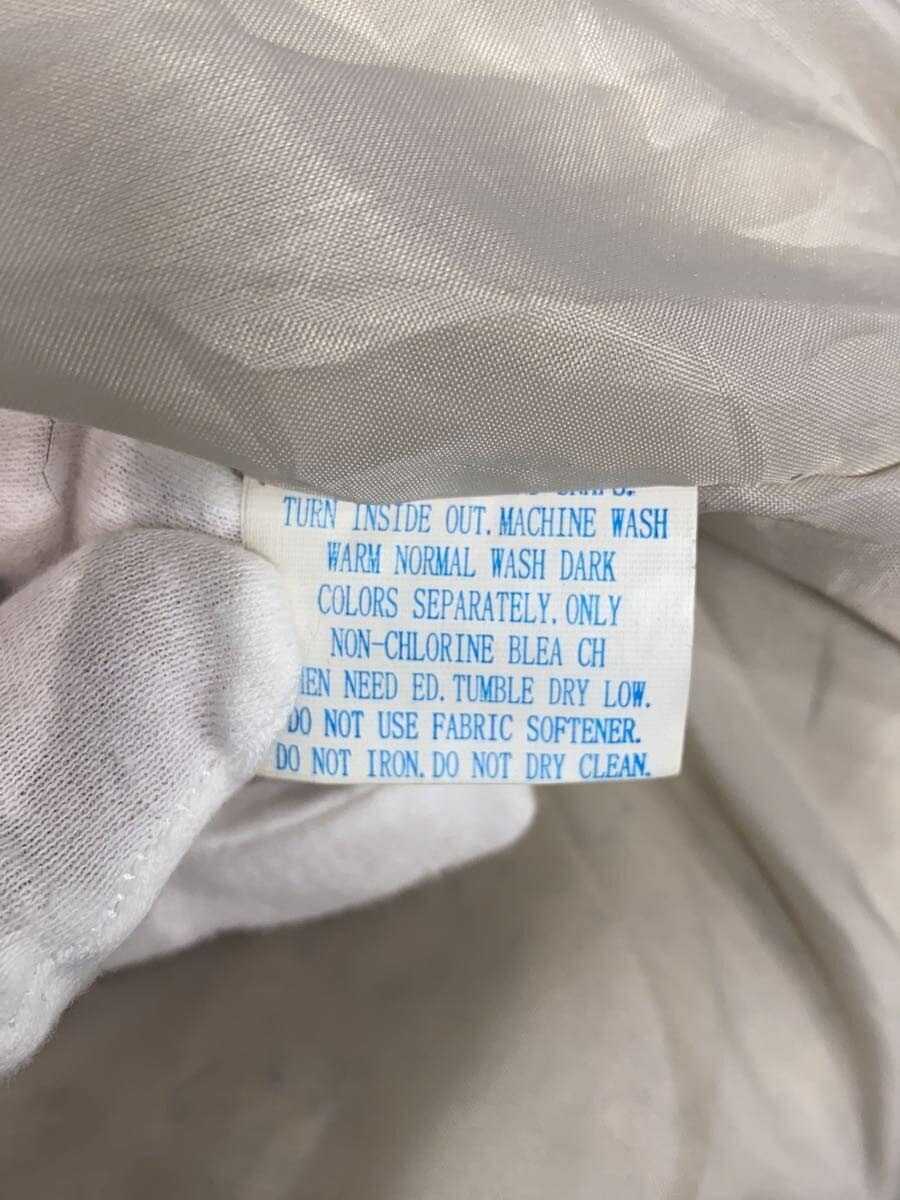 TURN INSIDE OUT. MACHINE WASH
WARM NORMAL WASH DARK
COLORS SEPARATELY. ONLY
NON-CHLORINE BLEA CH
NEED ED. TUMBLE DRY LOW.
DO NOT USE FABRIC SOFTENER.
DO NOT IRON. DO NOT DRY CLEAN.